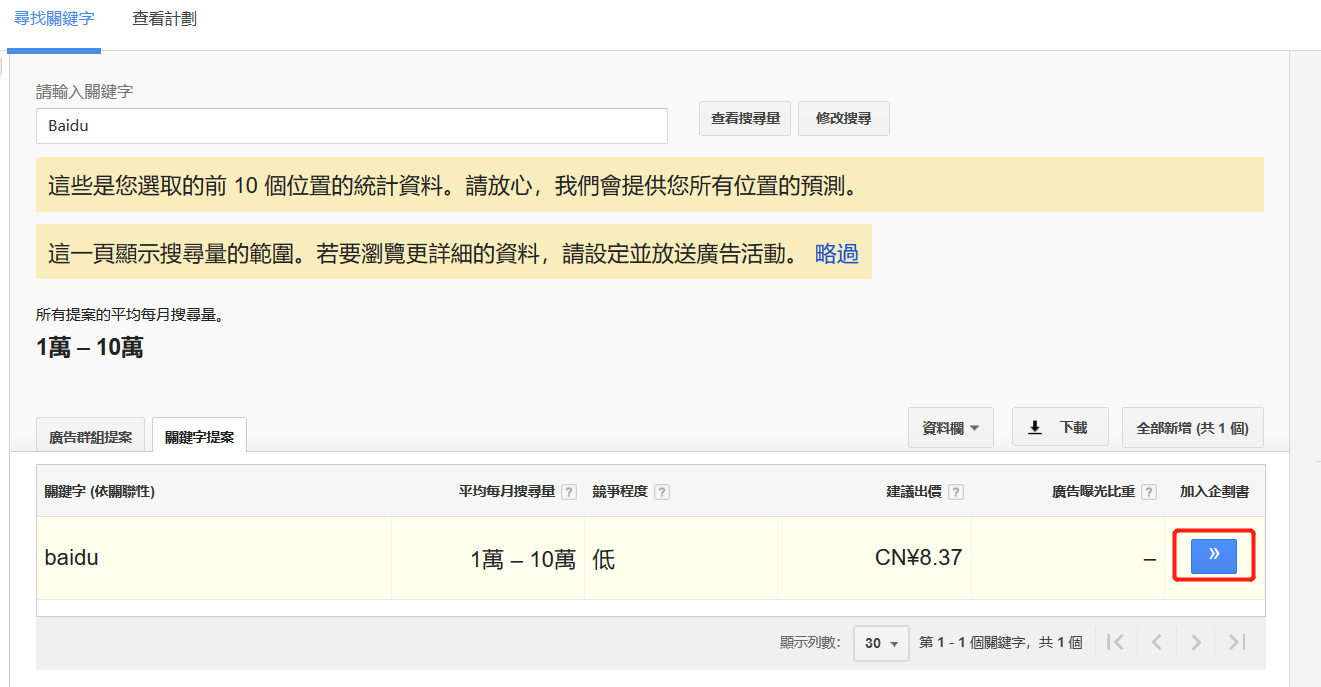 尋找關鍵字 查看計劃
請輸入關鍵字
Baidu 查看搜尋量 修改搜尋
這些是您選取的前 10 個位置的統計資料。請放心，我們會提供您所有位置的預測。
這一頁顯示搜尋量的範圍。若要瀏覽更詳細的資料，請設定並放送廣告活動。 略過
所有提案的平均每月搜尋量。
1萬 – 10萬
廣告群組提案 關鍵字提案 資料欄 下載 全部新增 (共 1 個)
關鍵字 (依關聯性) 平均每月搜尋量 ? 競爭程度 ? 建議出價 ? 廣告曝光比重 ? 加入企劃書
baidu 1萬 – 10萬 低 CN¥8.37 – »
顯示列數： 30 第 1 - 1 個關鍵字，共 1 個